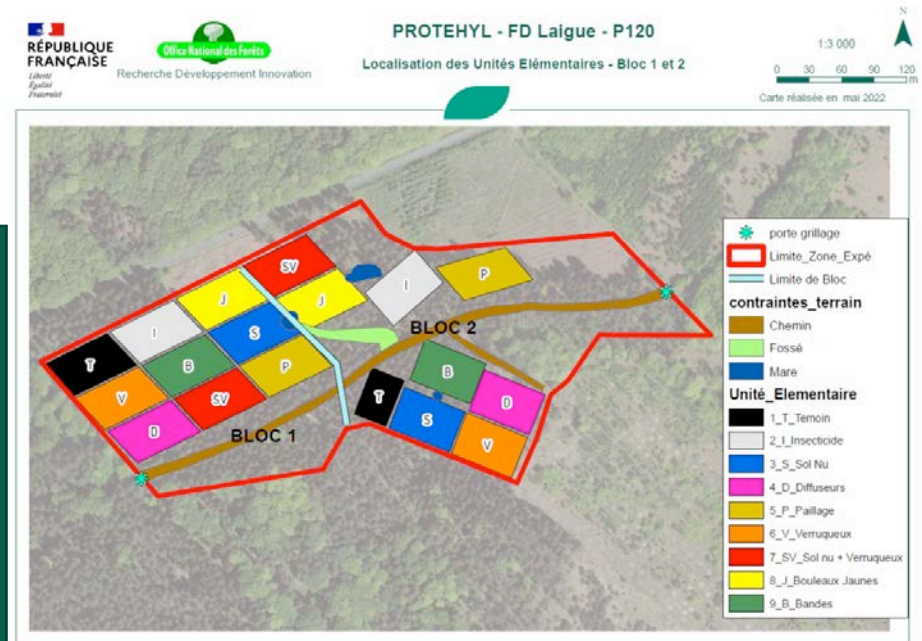 RÉPUBLIQUE
FRANÇAISE
Liberté
Égalité
Fraternité
Office National des Forêts
Recherche Développement Innovation
PROTEHYL - FD Laigue - P120
Localisation des Unités Elémentaires - Bloc 1 et 2
N
1:3 000
0 30 60 90 120
m
Carte réalisée en mai 2022
SV
J
J
I
P
I
S
T
B
P
V
SV
D
BLOC 1
BLOC 2
B
T
D
S
V
porte grillage
Limite_Zone_Expé
Limite de Bloc
contraintes_terrain
Chemin
Fossé
Mare
Unité_Elementaire
1_T_Temoin
2_I_Insecticide
3_S_Sol Nu
4_D_Diffuseurs
5_P_Paillage
6_V_Verruqueux
7_SV_Sol nu + Verruqueux
8_J_Bouleaux Jaunes
9_B_Bandes